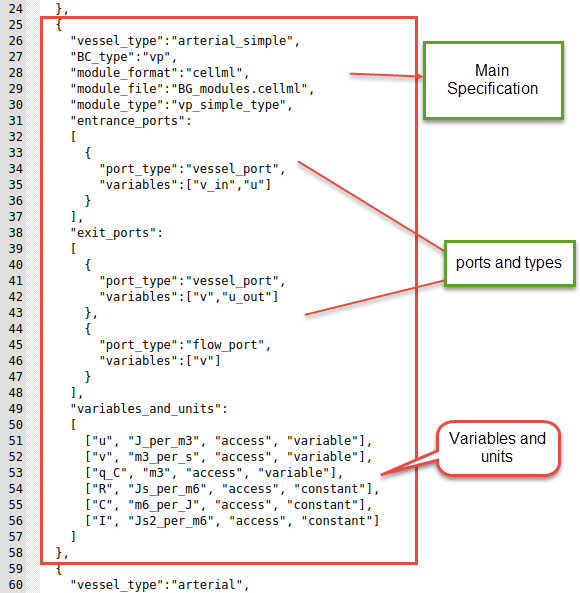 24 },
25 {
26 "vessel_type":"arterial_simple",
27 "BC_type":"vp",
28 "module_format":"cellml",
29 "module_file":"BG_modules.cellml",
30 "module_type":"vp_simple_type",
31 "entrance_ports":
32 [
33 {
34 "port_type":"vessel_port",
35 "variables":["v_in","u"]
36 }
37 ],
38 "exit_ports":
39 [
40 {
41 "port_type":"vessel_port",
42 "variables":["v","u_out"]
43 },
44 {
45 "port_type":"flow_port",
46 "variables":["v"]
47 }
48 ],
49 "variables_and_units":
50 [
51 ["u", "J_per_m3", "access", "variable"],
52 ["v", "m3_per_s", "access", "variable"],
53 ["q_C", "m3", "access", "variable"],
54 ["R", "Js_per_m6", "access", "constant"],
55 ["C", "m6_per_J", "access", "constant"],
56 ["I", "Js2_per_m6", "access", "constant"]
57 ]
58 },
59 {
60 "vessel_type":"arterial",
Main
Specification
ports and types
Variables and
units